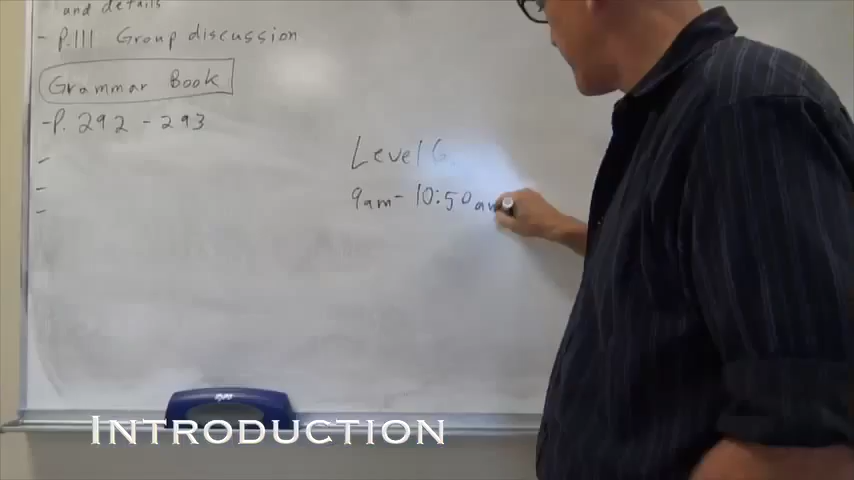 and details
- P.111 Group discussion
Grammar Book
-P. 292 - 293
-
-
-
Level 6
9am - 10:50am
INTRODUCTION